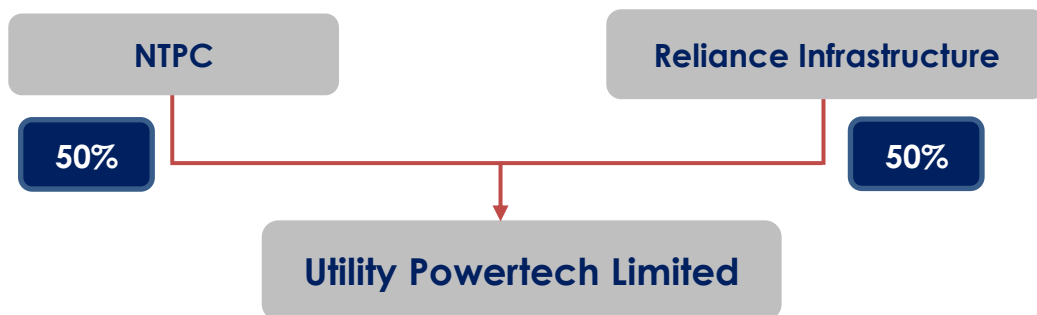 NTPC
Reliance Infrastructure
50%
50%
Utility Powertech Limited